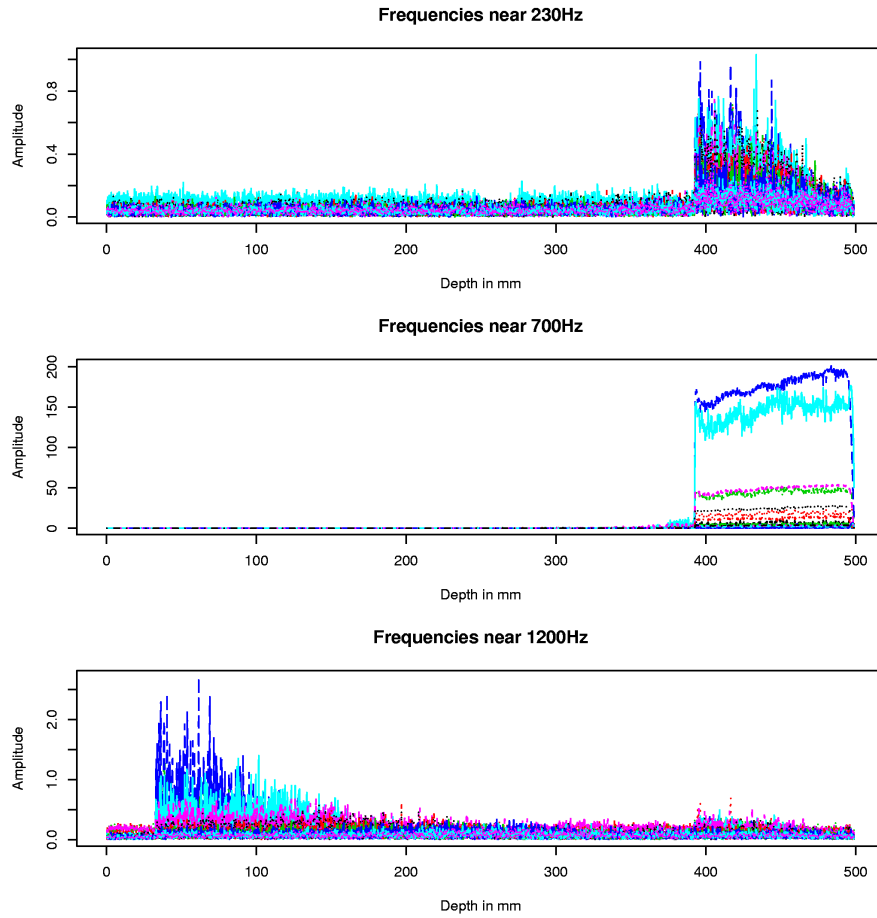 Frequencies near 230Hz
Amplitude
0.0 0.4 0.8
0 100 200 300 400 500
Depth in mm
Frequencies near 700Hz
Amplitude
0 50 100 150 200
0 100 200 300 400 500
Depth in mm
Frequencies near 1200Hz
Amplitude
0.0 1.0 2.0
0 100 200 300 400 500
Depth in mm